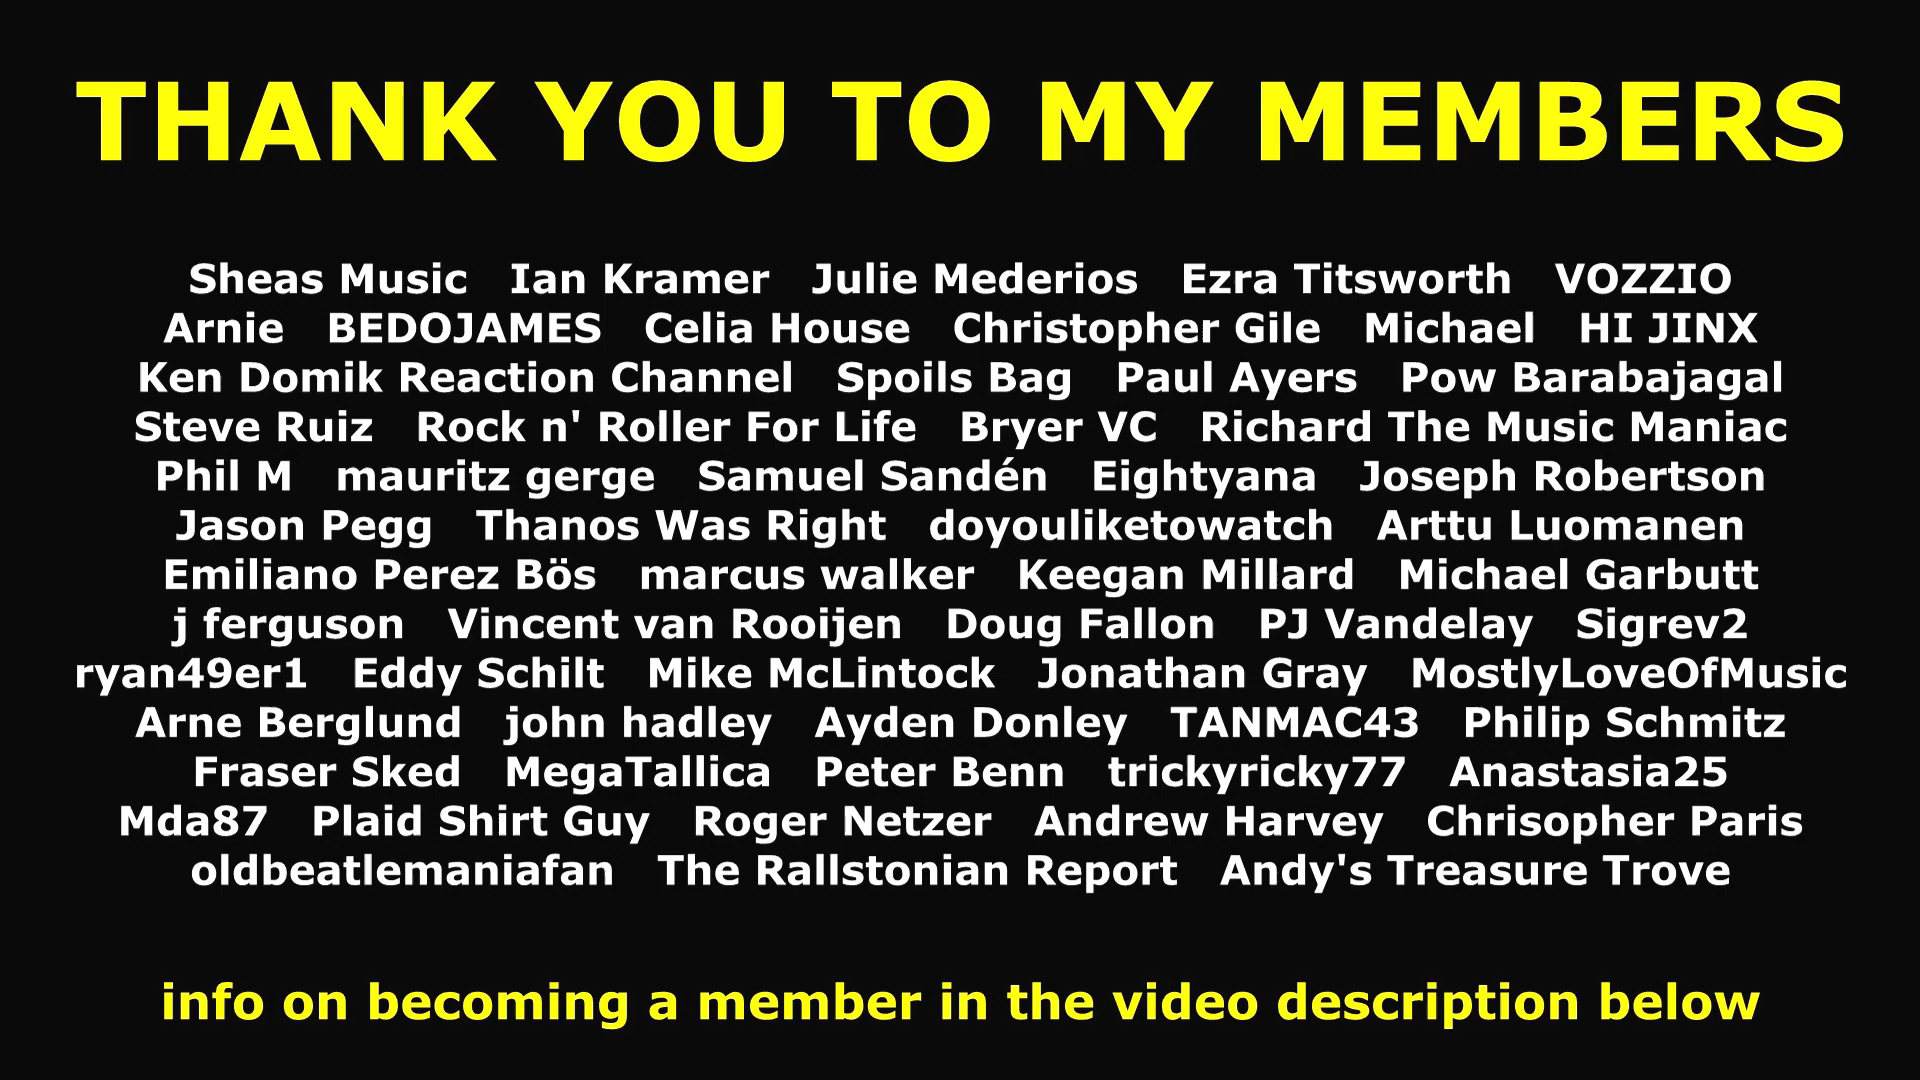 THANK YOU TO MY MEMBERS
Sheas Music Ian Kramer Julie Mederios Ezra Titsworth VOZZIO
Arnie BEDOJAMES Celia House Christopher Gile Michael HI JINX
Ken Domik Reaction Channel Spoils Bag Paul Ayers Pow Barabajagal
Steve Ruiz Rock n' Roller For Life Bryer VC Richard The Music Maniac
Phil M mauritz gerge Samuel Sandén Eightyana Joseph Robertson
Jason Pegg Thanos Was Right doyouliketowatch Arttu Luomanen
Emiliano Perez Bös marcus walker Keegan Millard Michael Garbutt
j ferguson Vincent van Rooijen Doug Fallon PJ Vandelay Sigrev2
ryan49er1 Eddy Schilt Mike McLintock Jonathan Gray MostlyLoveOfMusic
Arne Berglund john hadley Ayden Donley TANMAC43 Philip Schmitz
Fraser Sked MegaTallica Peter Benn trickyricky77 Anastasia25
Mda87 Plaid Shirt Guy Roger Netzer Andrew Harvey Chrisopher Paris
oldbeatlemaniafan The Rallstonian Report Andy's Treasure Trove
info on becoming a member in the video description below